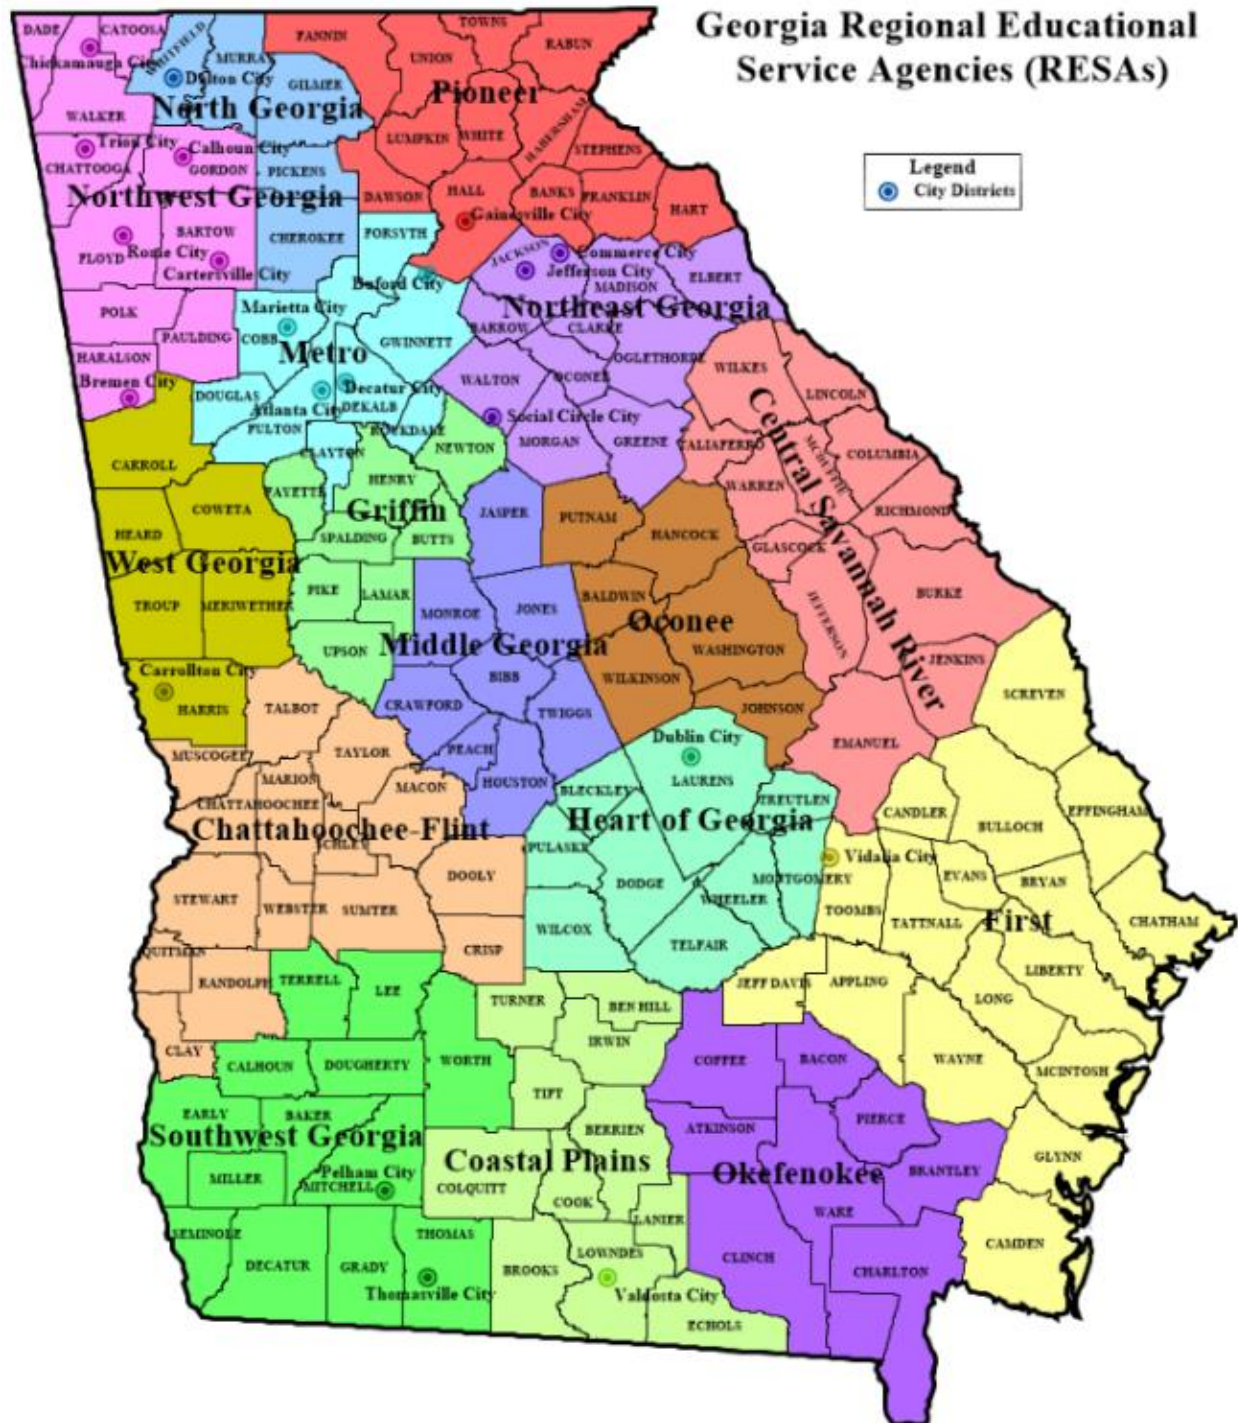 Georgia Regional Educational
Service Agencies (RESAs)
Legend
City Districts
DADE
CATOOSA
Chickamauga City
WALKER
Trion City
CHATTOOGA
Calhoun City
GORDON
Northwest Georgia
FLOYD
Rome City
BARTOW
Cartersville City
POLK
PAULDING
HARALSON
Bremen City
WHITFIELD
MURRAY
Dalton City
GILMER
North Georgia
PICKENS
CHEROKEE
FANNIN
TOWNS
UNION
RABUN
Pioneer
LUMPKIN
WHITE
HABERSHAM
STEPHENS
DAWSON
HALL
BANKS
FRANKLIN
HART
Gainesville City
FORSYTH
Buford City
Marietta City
COBB
GWINNETT
Metro
DOUGLAS
Atlanta City
Decatur City
DEKALB
FULTON
ROCKDALE
CLAYTON
JACKSON
Commerce City
Jefferson City
MADISON
ELBERT
Northeast Georgia
BARROW
CLARKE
OGLETHORPE
WALTON
OCONEE
Social Circle City
MORGAN
GREENE
WILKES
LINCOLN
Central Savannah River
TALIAFERRO
MCDUFFIE
COLUMBIA
WARREN
RICHMOND
GLASCOCK
JEFFERSON
BURKE
JENKINS
EMANUEL
NEWTON
HENRY
FAYETTE
Griffin
SPALDING
BUTTS
PIKE
LAMAR
UPSON
CARROLL
COWETA
HEARD
West Georgia
TROUP
MERIWETHER
Carrollton City
HARRIS
JASPER
MONROE
JONES
Middle Georgia
BIBB
CRAWFORD
TWIGGS
PEACH
HOUSTON
PUTNAM
HANCOCK
BALDWIN
Oconee
WASHINGTON
WILKINSON
JOHNSON
TALBOT
MUSCOGEE
TAYLOR
MARION
MACON
CHATTAHOOCHEE
Chattahoochee-Flint
SCHLEY
DOOLY
STEWART
WEBSTER
SUMTER
CRISP
QUITMAN
RANDOLPH
CLAY
Dublin City
LAURENS
BLECKLEY
TREUTLEN
Heart of Georgia
PULASKI
DODGE
MONTGOMERY
WHEELER
WILCOX
TELFAIR
SCREVEN
CANDLER
BULLOCH
EFFINGHAM
Vidalia City
EVANS
BRYAN
TOOMBS
TATTNALL
First
CHATHAM
LIBERTY
JEFF DAVIS
APPLING
LONG
WAYNE
MCINTOSH
GLYNN
CAMDEN
TERRELL
LEE
CALHOUN
DOUGHERTY
WORTH
EARLY
BAKER
Southwest Georgia
MILLER
Pelham City
MITCHELL
SEMINOLE
DECATUR
GRADY
THOMAS
Thomasville City
TURNER
BEN HILL
IRWIN
TIFT
BERRIEN
Coastal Plains
COLQUITT
COOK
LANIER
LOWNDES
BROOKS
Valdosta City
ECHOLS
COFFEE
BACON
ATKINSON
PIERCE
Okefenokee
BRANTLEY
WARE
CLINCH
CHARLTON